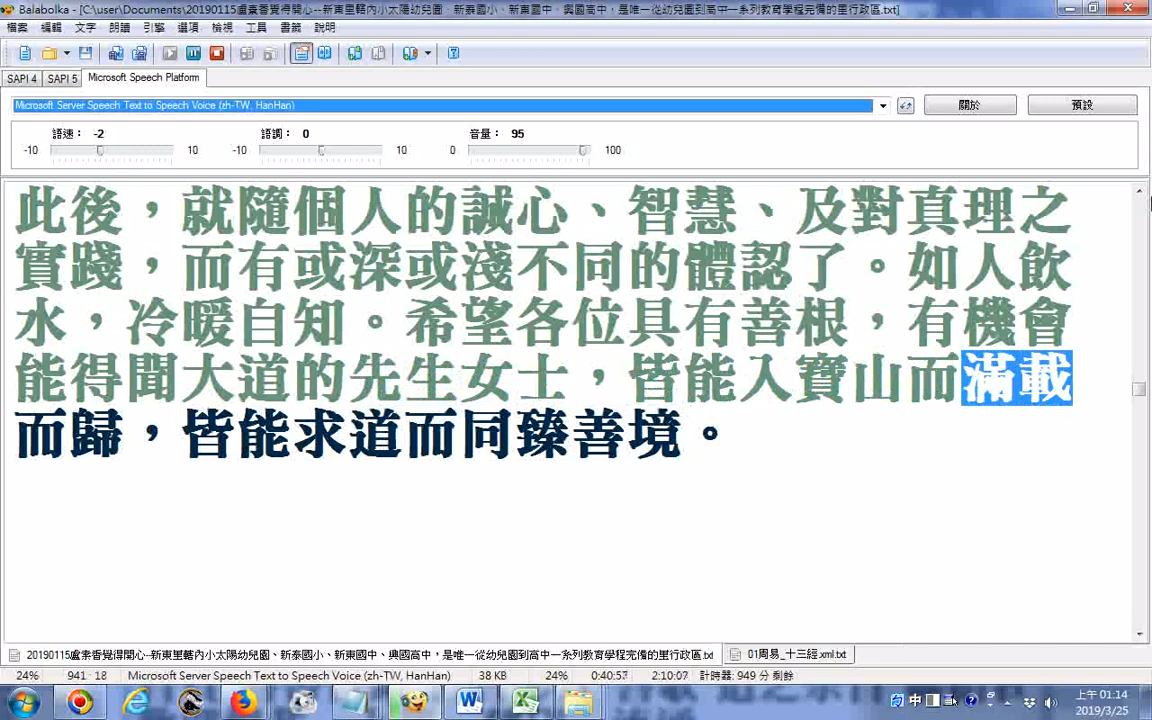 Balabolka - [C:\user\Documents\20190115盧素香覺得開心--新東里轄內小太陽幼兒園、新泰國小、新東國中、興國高中，是唯一從幼兒園到高中一系列教育學程完備的里行政區.txt]
檔案 編輯 文字 朗讀 引擎 選項 檢視 工具 書籤 說明
SAPI 4 SAPI 5 Microsoft Speech Platform
Microsoft Server Speech Text to Speech Voice (zh-TW, HanHan) 關於 預設
語速： -2 語調： 0 音量： 95
-10 10 -10 10 0 100
此後，就隨個人的誠心、智慧、及對真理之
實踐，而有或深或淺不同的體認了。如人飲
水，冷暖自知。希望各位具有善根，有機會
能得聞大道的先生女士，皆能入寶山而滿載
而歸，皆能求道而同臻善境。
20190115盧素香覺得開心--新東里轄內小太陽幼兒園、新泰國小、新東國中、興國高中，是唯一從幼兒園到高中一系列教育學程完備的里行政區.txt 01周易_十三經.xml.txt
24% 941 : 18 Microsoft Server Speech Text to Speech Voice (zh-TW, HanHan) 38 KB 24% 0:40:57 2:10:07 計時器: 949 分 剩餘
中 上午 01:14
2019/3/25